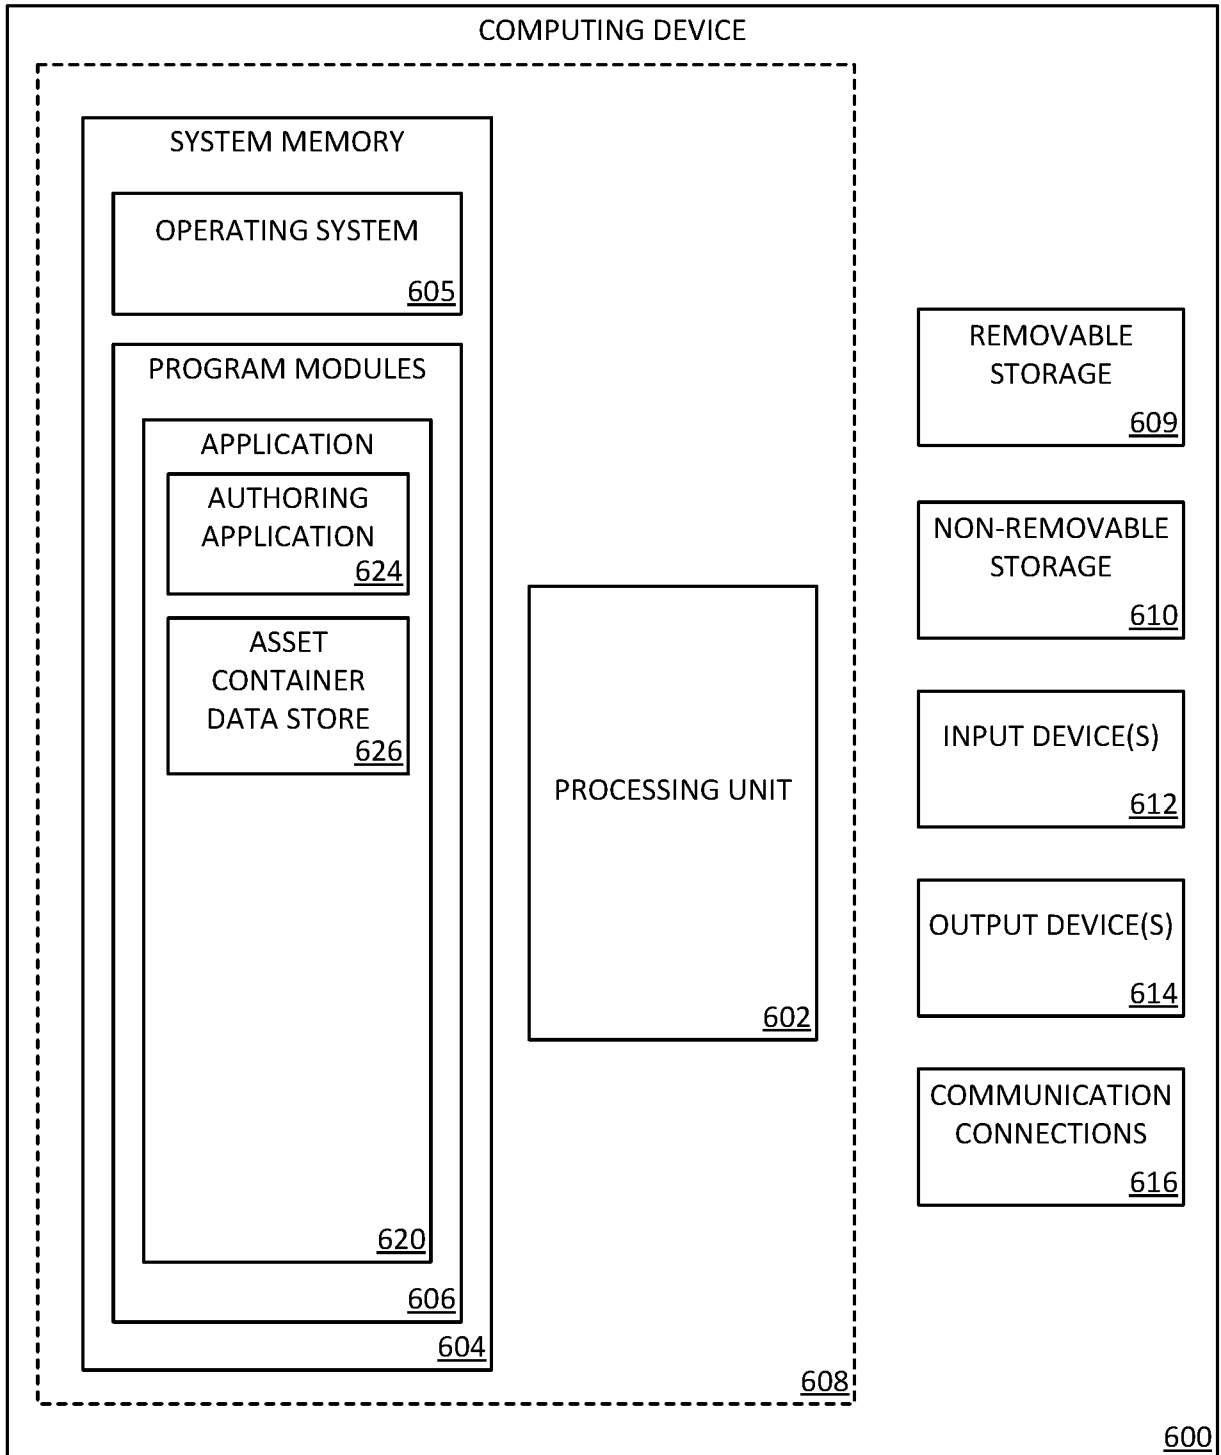 COMPUTING DEVICE
SYSTEM MEMORY
OPERATING SYSTEM
605
PROGRAM MODULES
APPLICATION
AUTHORING
APPLICATION
624
ASSET
CONTAINER
DATA STORE
626
620
606
604
PROCESSING UNIT
602
608
REMOVABLE
STORAGE
609
NON-REMOVABLE
STORAGE
610
INPUT DEVICE(S)
612
OUTPUT DEVICE(S)
614
COMMUNICATION
CONNECTIONS
616
600